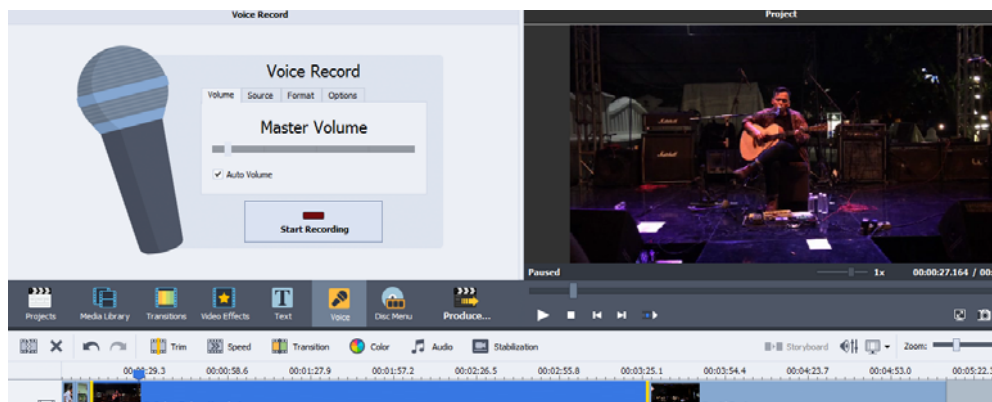 Voice Record
Project
Voice Record
Volume Source Format Options
Master Volume
Auto Volume
Start Recording
Paused
1x 00:00:27.164 / 00:
Projects Media Library Transitions Video Effects Text Voice Disc Menu Produce...
Trim Speed Transition Color Audio Stabilization Storyboard Zoom:
00:00:58.6 00:01:27.9 00:01:57.2 00:02:26.5 00:02:55.8 00:03:25.1 00:03:54.4 00:04:23.7 00:04:53.0 00:05:22.3